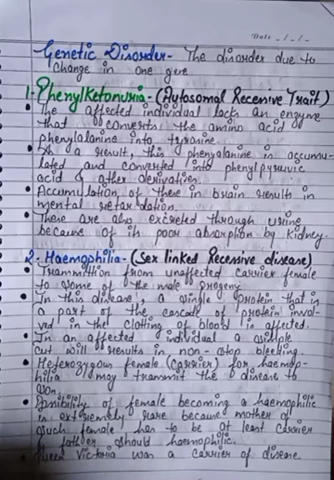 Date -/-/-
Genetic Disorder- The disorder due to
change in one gene
1- Phenylketonuria- (Autosomal Recessive Trait)
The affected individual lack an enzyme
that converts the amino acid
phenylalanine into tyrosine.
As a result, this phenyalanine in accumu-
lated and converted into phenylpyruvic
acid & other derivatives.
Accumulation of these in brain results in
mental retardation.
These are also excreted through urine
because of its poor absorption by kidney.
2- Haemophilia- (Sex linked Recessive disease)
Transmitton from unaffected carrier female
to some of the male progeny.
In this disease, a single protein that is
a part of the cascade of protein invol-
ved in the clotting of blood is affected.
In an affected individual a simple
cut will results in non-stop bleeding.
Heterozygous female (carrier) for haemop-
hilia may transmit the disease to
son.
Possibility of female becoming a haemophilic
is extremely rare because mother of
such female has to be at least carrier
& father should haemophilic.
Queen Victoria was a carrier of disease.